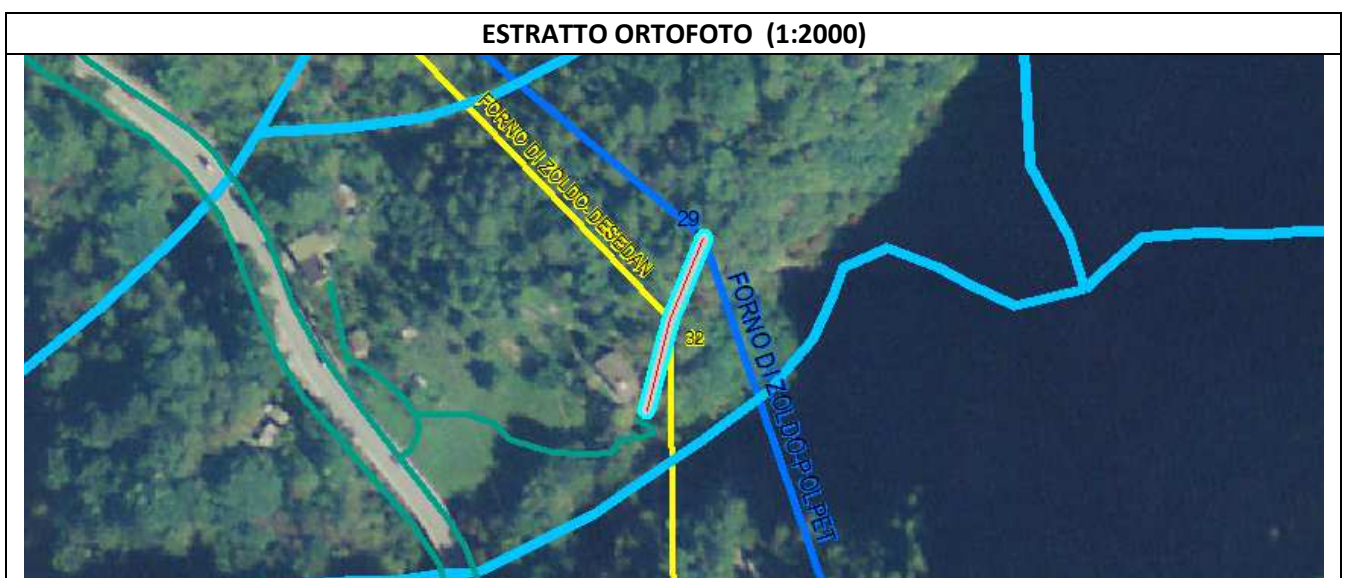 ESTRATTO ORTOFOTO (1:2000)
FORNO DI ZOLDO-DESEDAN
29
32
FORNO DI ZOLDO-POLPET